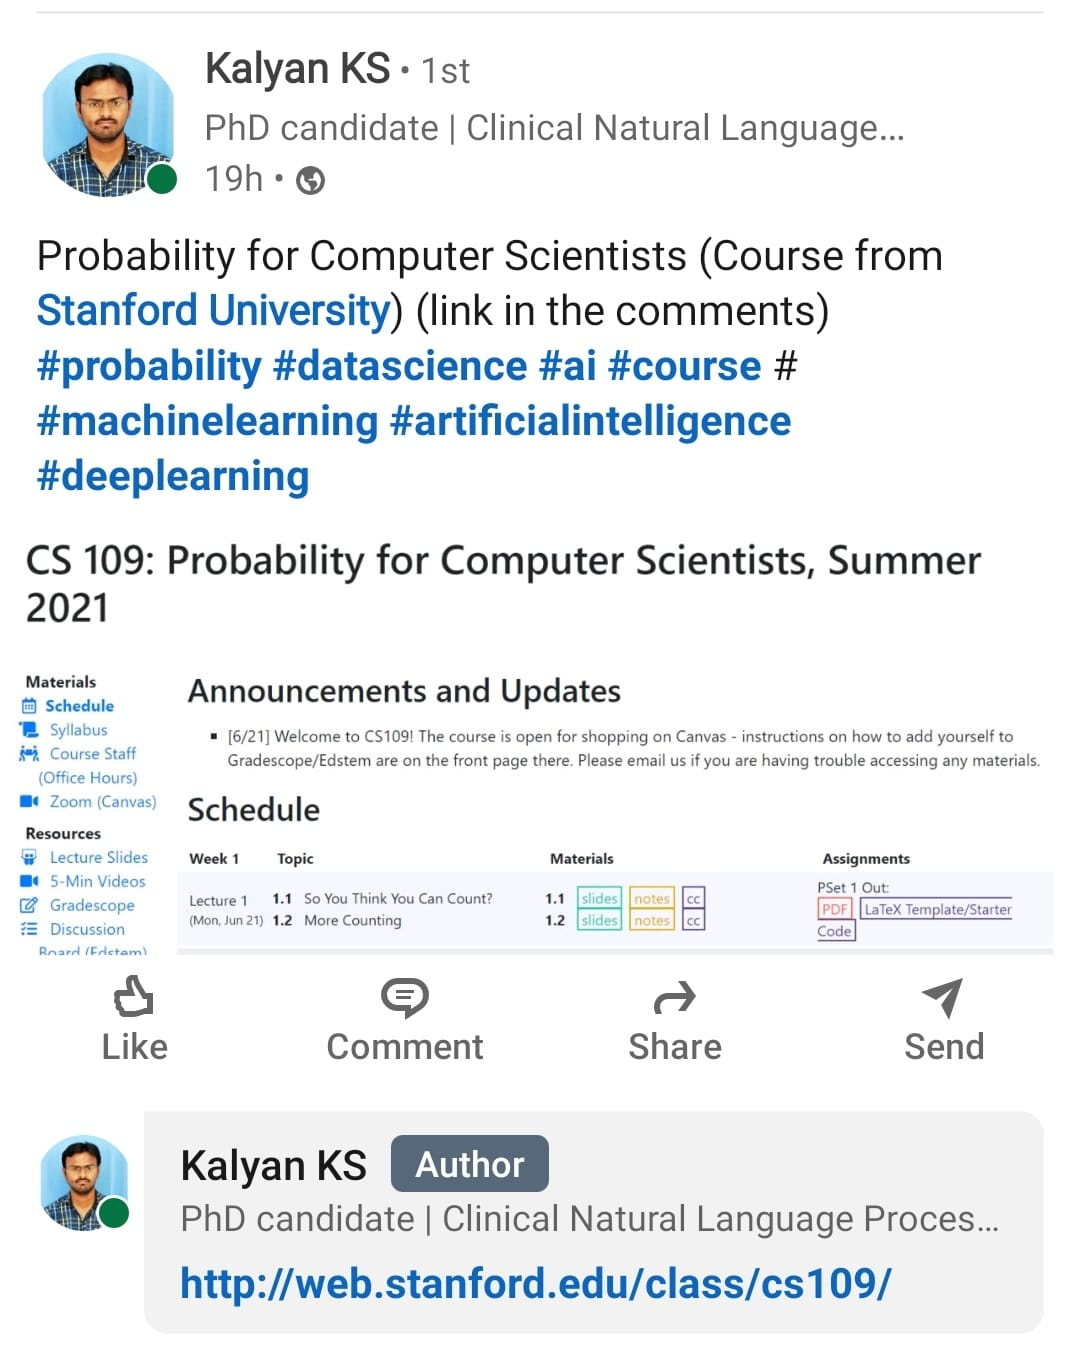 Kalyan KS • 1st
PhD candidate | Clinical Natural Language...
19h •
Probability for Computer Scientists (Course from
Stanford University) (link in the comments)
#probability #datascience #ai #course #
#machinelearning #artificialintelligence
#deeplearning
CS 109: Probability for Computer Scientists, Summer
2021
Materials
Schedule
Syllabus
Course Staff
(Office Hours)
Zoom (Canvas)
Resources
Lecture Slides
5-Min Videos
Gradescope
Discussion
Board (Edstem)
Announcements and Updates
▪ [6/21] Welcome to CS109! The course is open for shopping on Canvas - instructions on how to add yourself to
Gradescope/Edstem are on the front page there. Please email us if you are having trouble accessing any materials.
Schedule
Week 1 Topic Materials Assignments
Lecture 1 1.1 So You Think You Can Count? 1.1 slides notes cc PSet 1 Out:
(Mon, Jun 21) 1.2 More Counting 1.2 slides notes cc PDF LaTeX Template/Starter
Code
Like Comment Share Send
Kalyan KS Author
PhD candidate | Clinical Natural Language Proces...
http://web.stanford.edu/class/cs109/